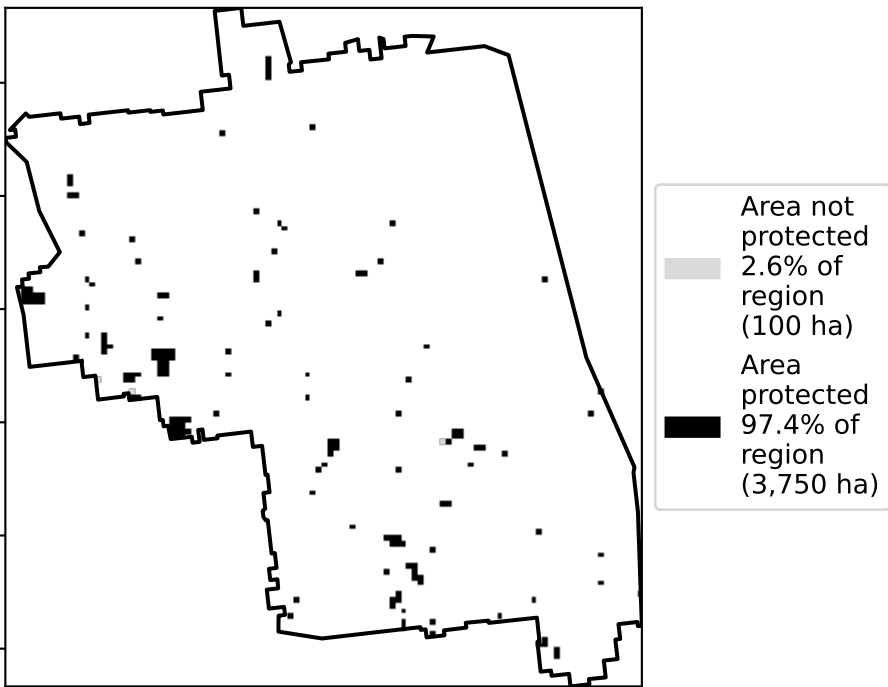 Area not
protected
2.6% of
region
(100 ha)
Area
protected
97.4% of
region
(3,750 ha)